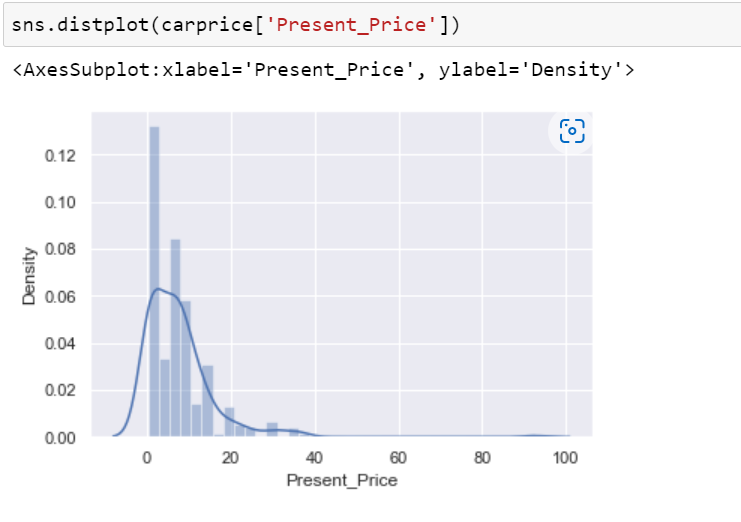 sns.distplot(carprice['Present_Price'])
<AxesSubplot:xlabel='Present_Price', ylabel='Density'>
0.12
0.10
0.08
0.06
0.04
0.02
0.00
Density
0 20 40 60 80 100
Present_Price